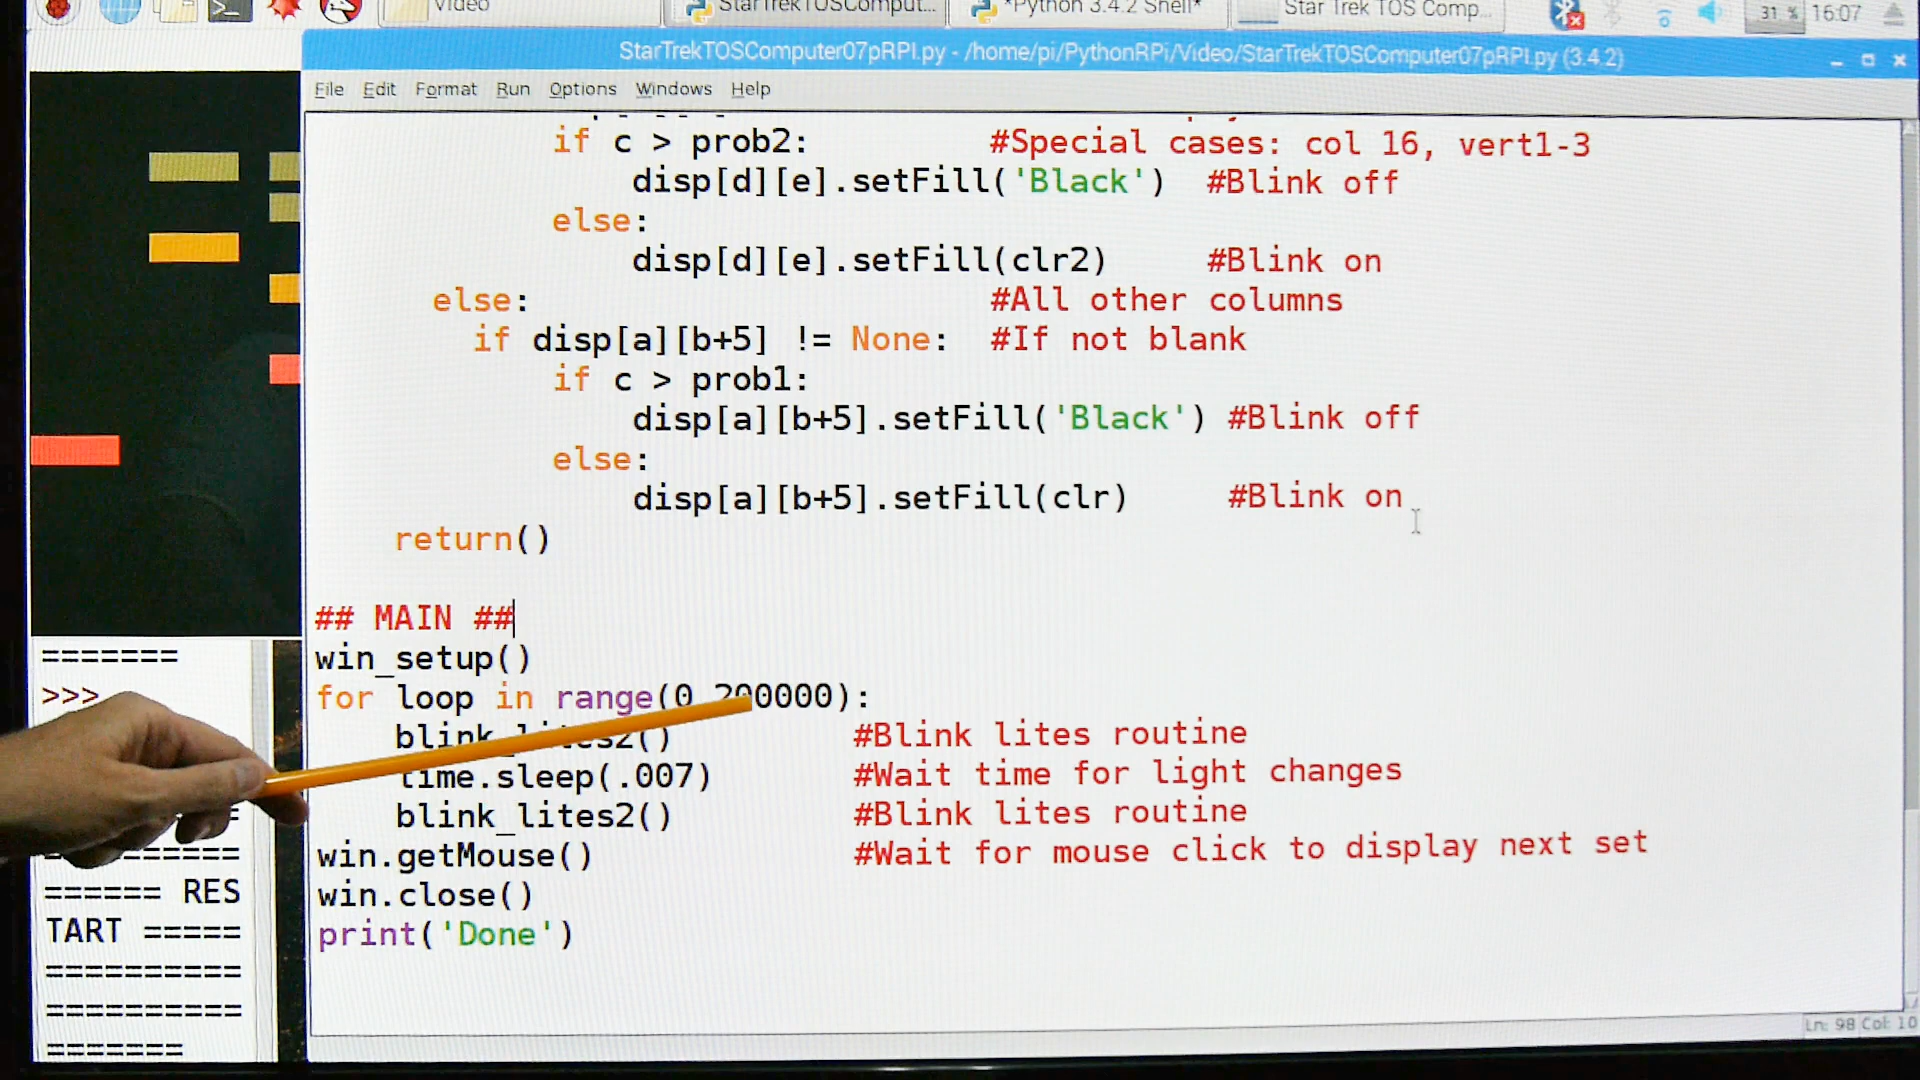 Video
StarTrekTOSComput...
*Python 3.4.2 Shell*
Star Trek TOS Comp...
31 %
16:07
StarTrekTOSComputer07pRPI.py - /home/pi/PythonRPi/Video/StarTrekTOSComputer07pRPI.py (3.4.2)
File Edit Format Run Options Windows Help
if c > prob2: #Special cases: col 16, vert1-3
disp[d][e].setFill('Black') #Blink off
else:
disp[d][e].setFill(clr2) #Blink on
else: #All other columns
if disp[a][b+5] != None: #If not blank
if c > prob1:
disp[a][b+5].setFill('Black') #Blink off
else:
disp[a][b+5].setFill(clr) #Blink on
return()
## MAIN ##
win_setup()
for loop in range(0 200000):
blink_lites2() #Blink lites routine
time.sleep(.007) #Wait time for light changes
blink_lites2() #Blink lites routine
win.getMouse() #Wait for mouse click to display next set
win.close()
print('Done')
=======
>>>
==========
====== RES
TART =====
==========
==========
=======
Ln: 98 Col: 10